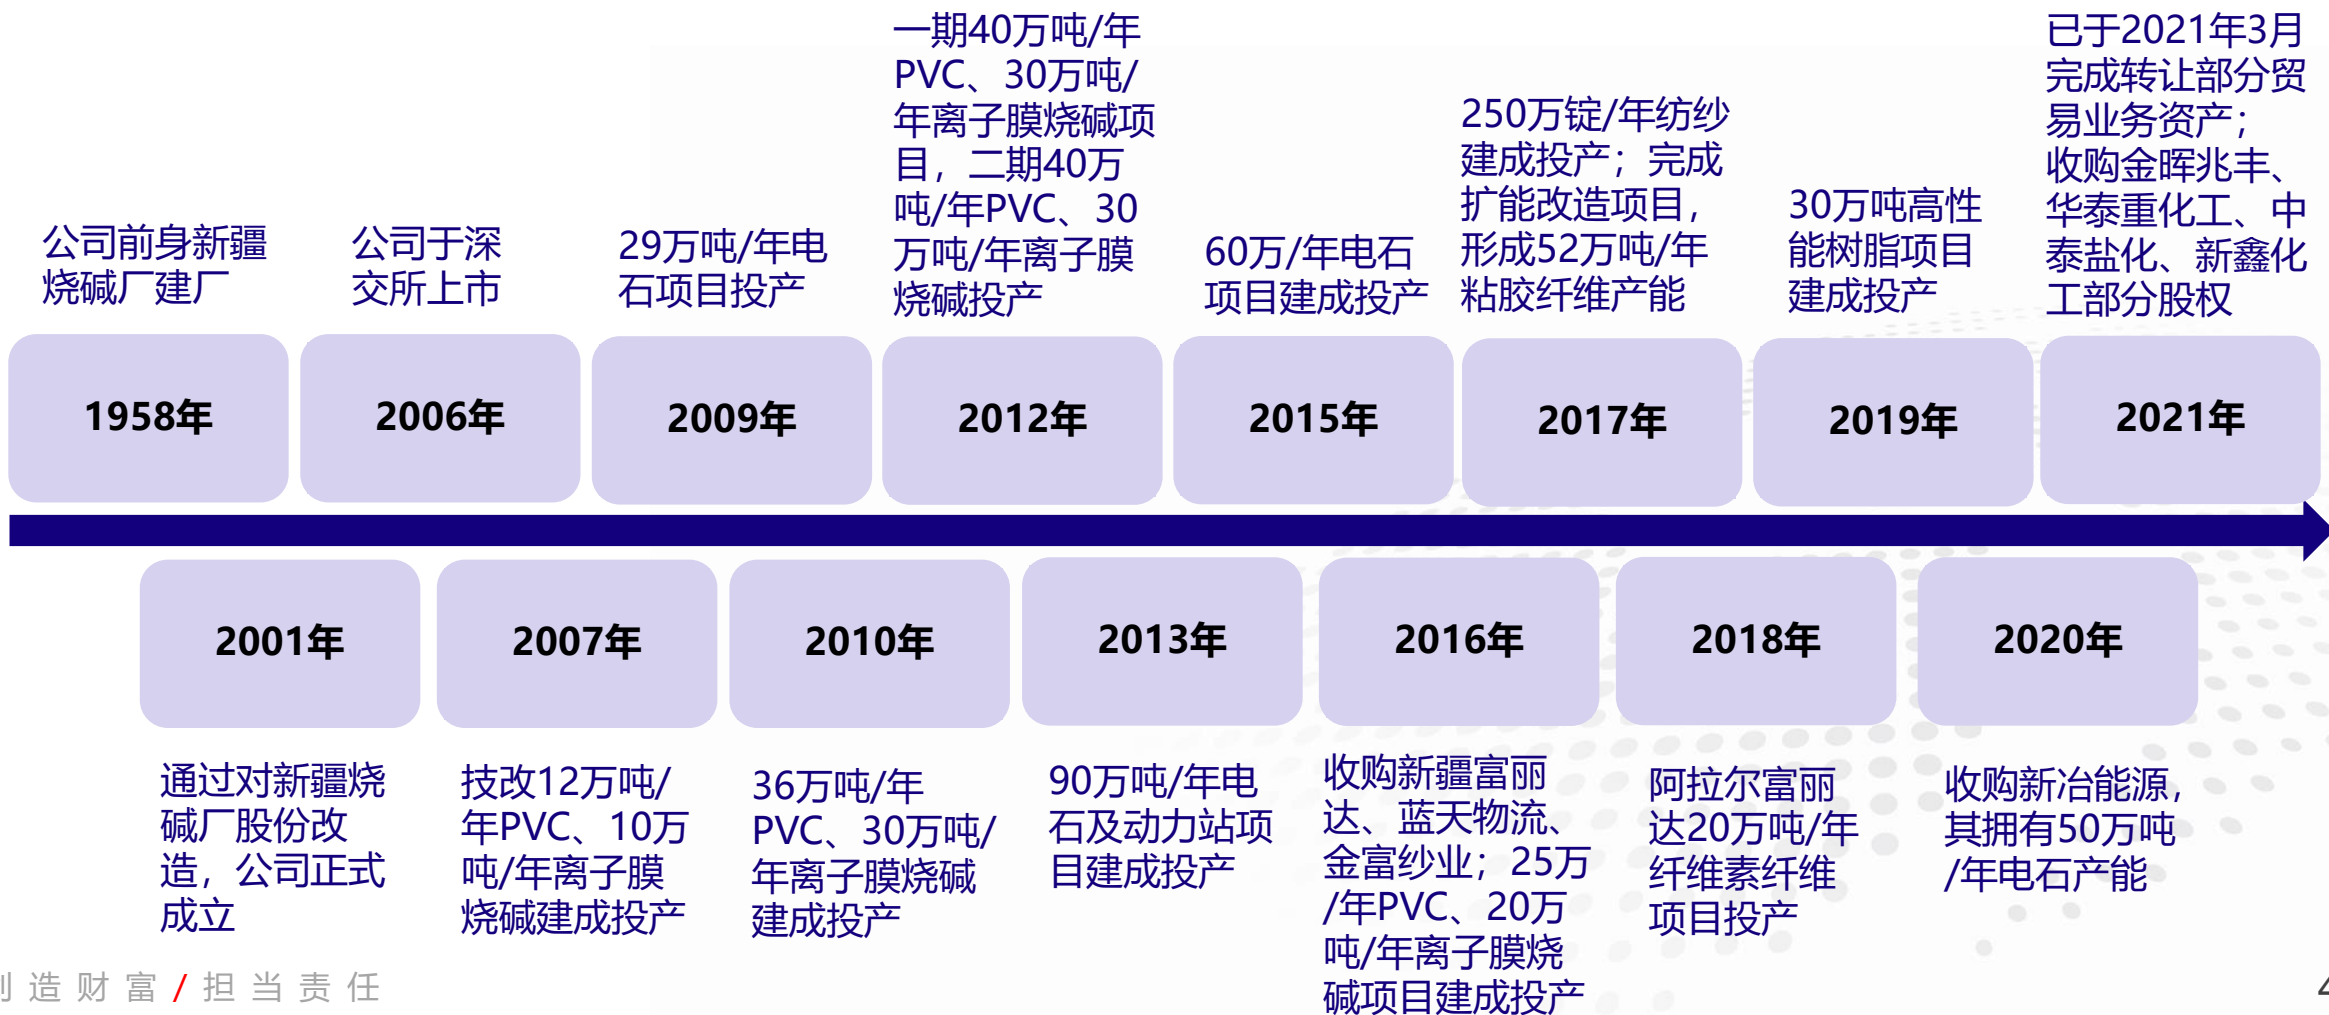 公司前身新疆
烧碱厂建厂
公司于深
交所上市
29万吨/年电
石项目投产
一期40万吨/年
PVC、30万吨/
年离子膜烧碱项
目，二期40万
吨/年PVC、30
万吨/年离子膜
烧碱投产
60万/年电石
项目建成投产
250万锭/年纺纱
建成投产；完成
扩能改造项目，
形成52万吨/年
粘胶纤维产能
30万吨高性
能树脂项目
建成投产
已于2021年3月
完成转让部分贸
易业务资产；
收购金晖兆丰、
华泰重化工、中
泰盐化、新鑫化
工部分股权
1958年
2006年
2009年
2012年
2015年
2017年
2019年
2021年
2001年
2007年
2010年
2013年
2016年
2018年
2020年
通过对新疆烧
碱厂股份改
造，公司正式
成立
技改12万吨/
年PVC、10万
吨/年离子膜
烧碱建成投产
36万吨/年
PVC、30万吨/
年离子膜烧碱
建成投产
90万吨/年电
石及动力站项
目建成投产
收购新疆富丽
达、蓝天物流、
金富纱业；25万
/年PVC、20万
吨/年离子膜烧
碱项目建成投产
阿拉尔富丽
达20万吨/年
纤维素纤维
项目投产
收购新冶能源，
其拥有50万吨
/年电石产能
造财富/担当责任